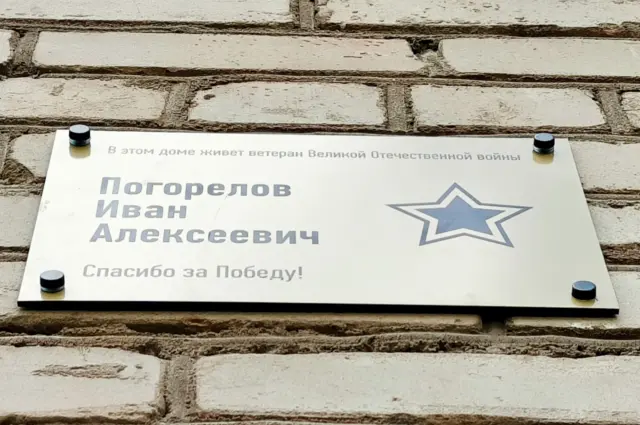 В этом доме живет ветеран Великой Отечественной войны
Погорелов
Иван
Алексеевич
Спасибо за Победу!